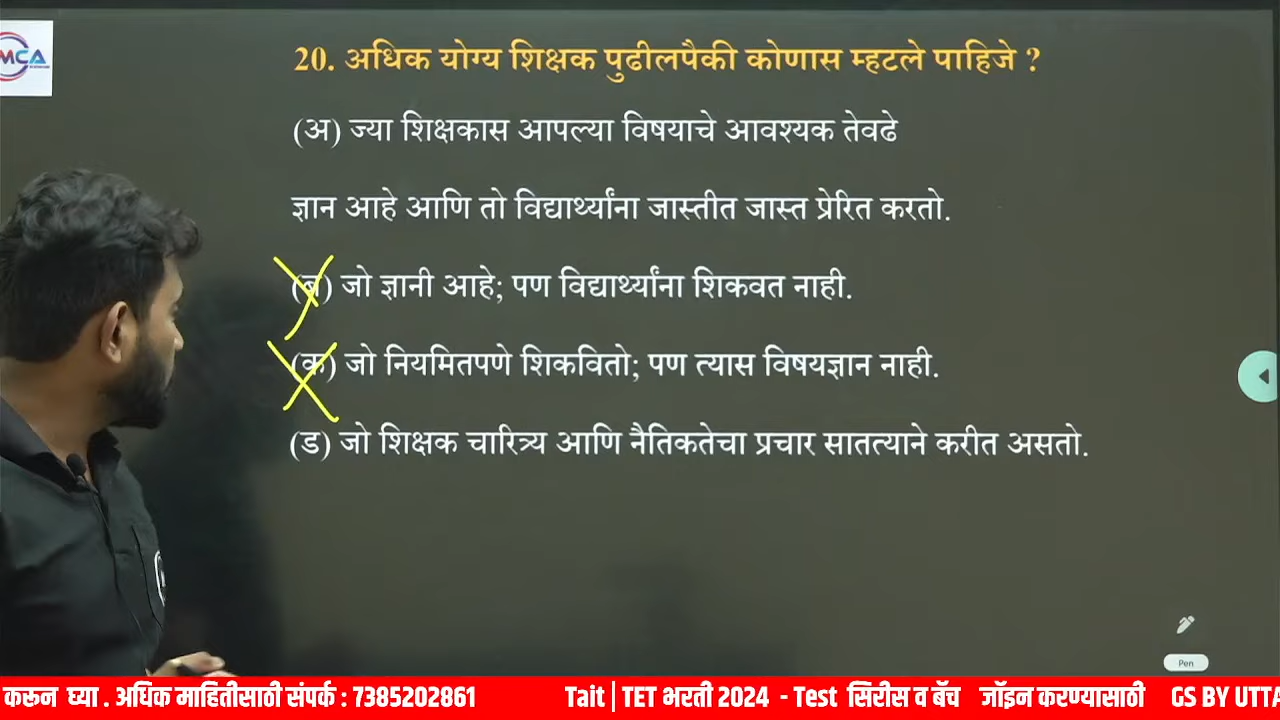 MCA
20. अधिक योग्य शिक्षक पुढीलपैकी कोणास म्हटले पाहिजे ?
(अ) ज्या शिक्षकास आपल्या विषयाचे आवश्यक तेवढे
ज्ञान आहे आणि तो विद्यार्थ्यांना जास्तीत जास्त प्रेरित करतो.
(ब) जो ज्ञानी आहे; पण विद्यार्थ्यांना शिकवत नाही.
(क) जो नियमितपणे शिकवितो; पण त्यास विषयज्ञान नाही.
(ड) जो शिक्षक चारित्र्य आणि नैतिकतेचा प्रचार सातत्याने करीत असतो.
Pen
करून घ्या . अधिक माहितीसाठी संपर्क : 7385202861 Tait | TET भरती 2024 - Test सिरीस व बॅच जॉइन करण्यासाठी GS BY UTTA